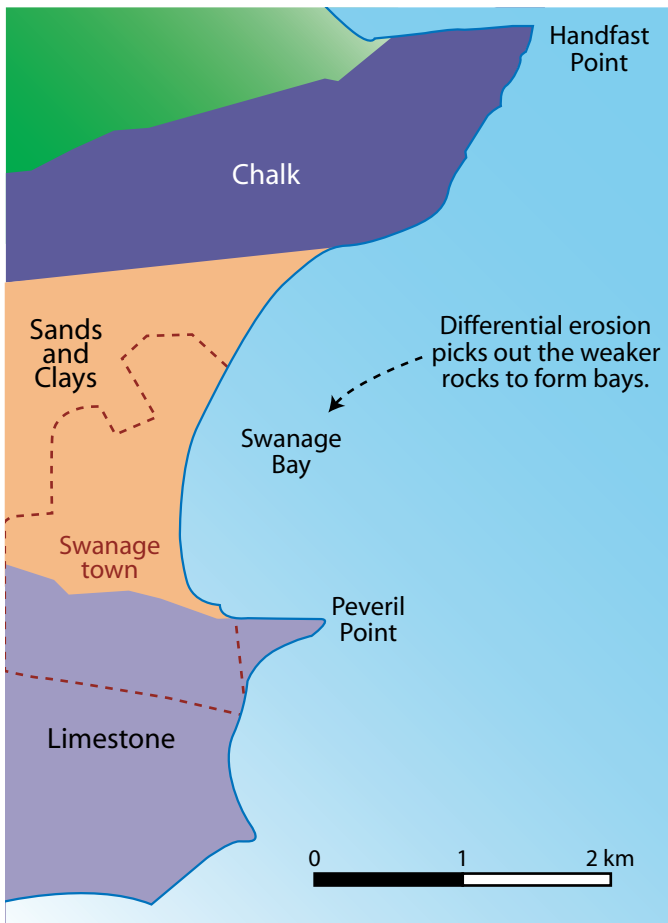 Handfast
Point
Chalk
Sands
and
Clays
Differential erosion
picks out the weaker
rocks to form bays.
Swanage
Bay
Swanage
town
Peveril
Point
Limestone
0 1 2 km